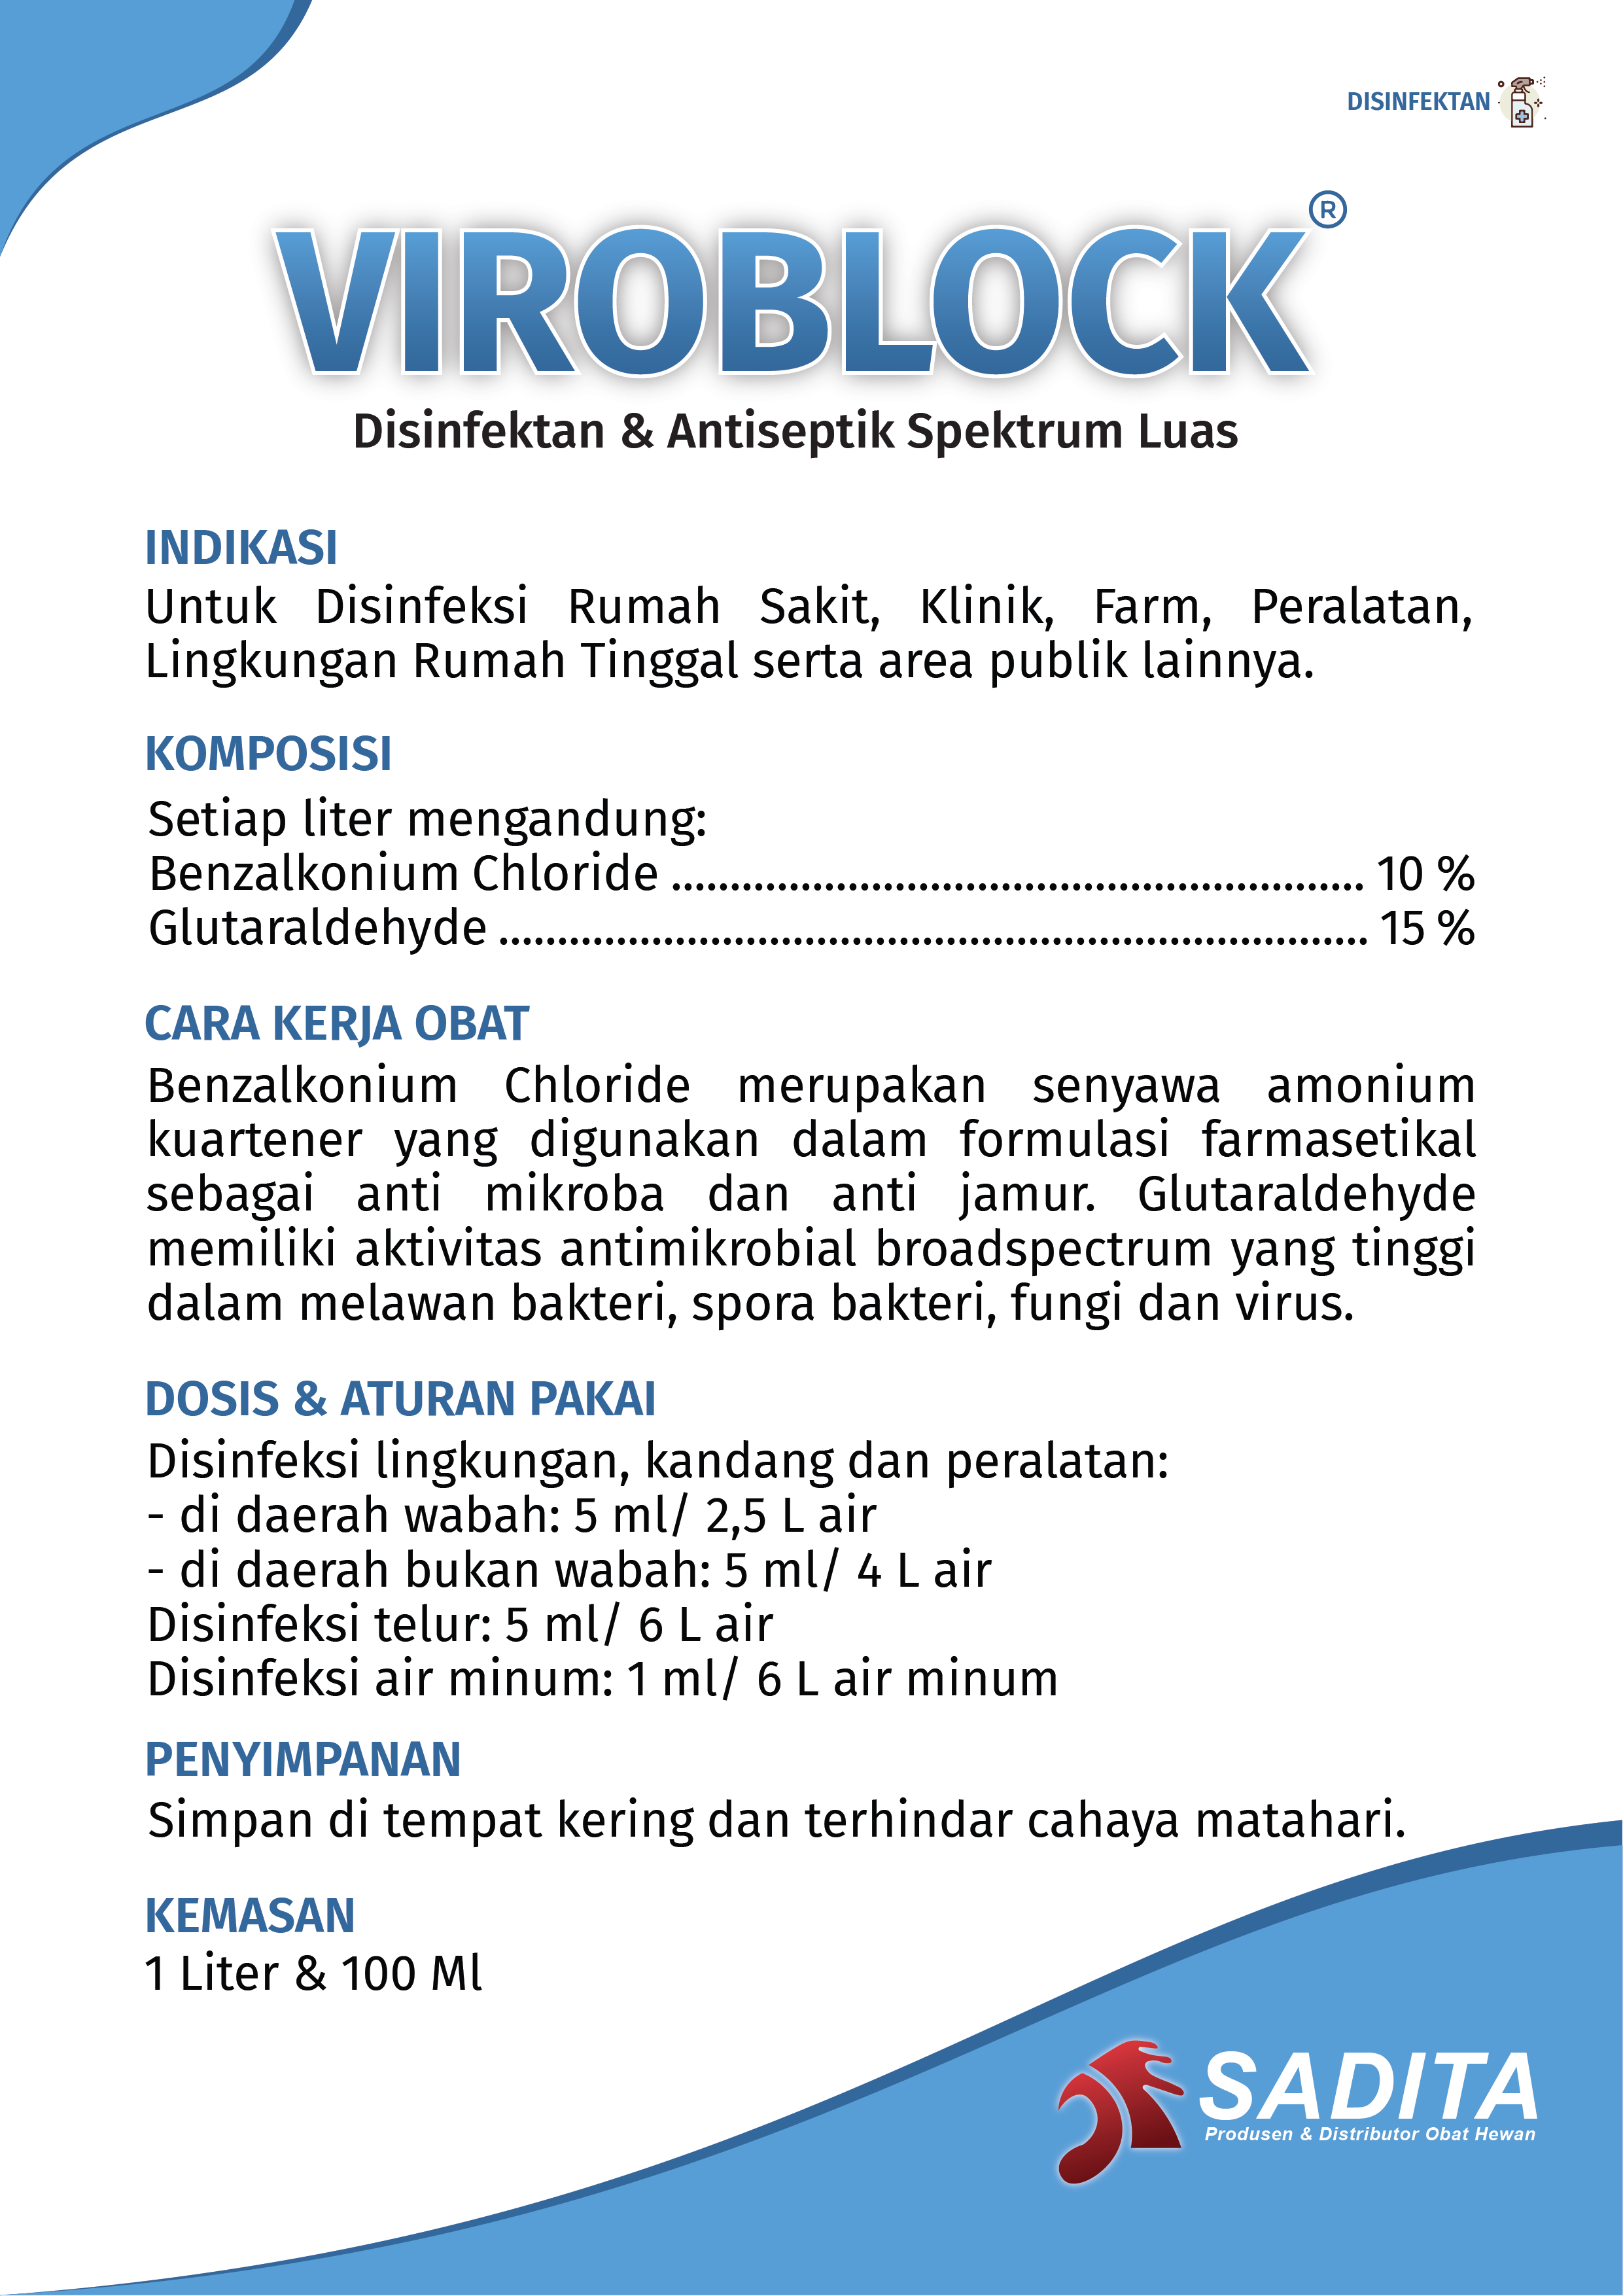 DISINFEKTAN
VIROBLOCK®
Disinfektan & Antiseptik Spektrum Luas
INDIKASI
Untuk Disinfeksi Rumah Sakit, Klinik, Farm, Peralatan,
Lingkungan Rumah Tinggal serta area publik lainnya.
KOMPOSISI
Setiap liter mengandung:
Benzalkonium Chloride ........................................................... 10 %
Glutaraldehyde .......................................................................... 15 %
CARA KERJA OBAT
Benzalkonium Chloride merupakan senyawa amonium
kuartener yang digunakan dalam formulasi farmasetikal
sebagai anti mikroba dan anti jamur. Glutaraldehyde
memiliki aktivitas antimikrobial broadspectrum yang tinggi
dalam melawan bakteri, spora bakteri, fungi dan virus.
DOSIS & ATURAN PAKAI
Disinfeksi lingkungan, kandang dan peralatan:
- di daerah wabah: 5 ml/ 2,5 L air
- di daerah bukan wabah: 5 ml/ 4 L air
Disinfeksi telur: 5 ml/ 6 L air
Disinfeksi air minum: 1 ml/ 6 L air minum
PENYIMPANAN
Simpan di tempat kering dan terhindar cahaya matahari.
KEMASAN
1 Liter & 100 Ml
SADITA
Produsen & Distributor Obat Hewan